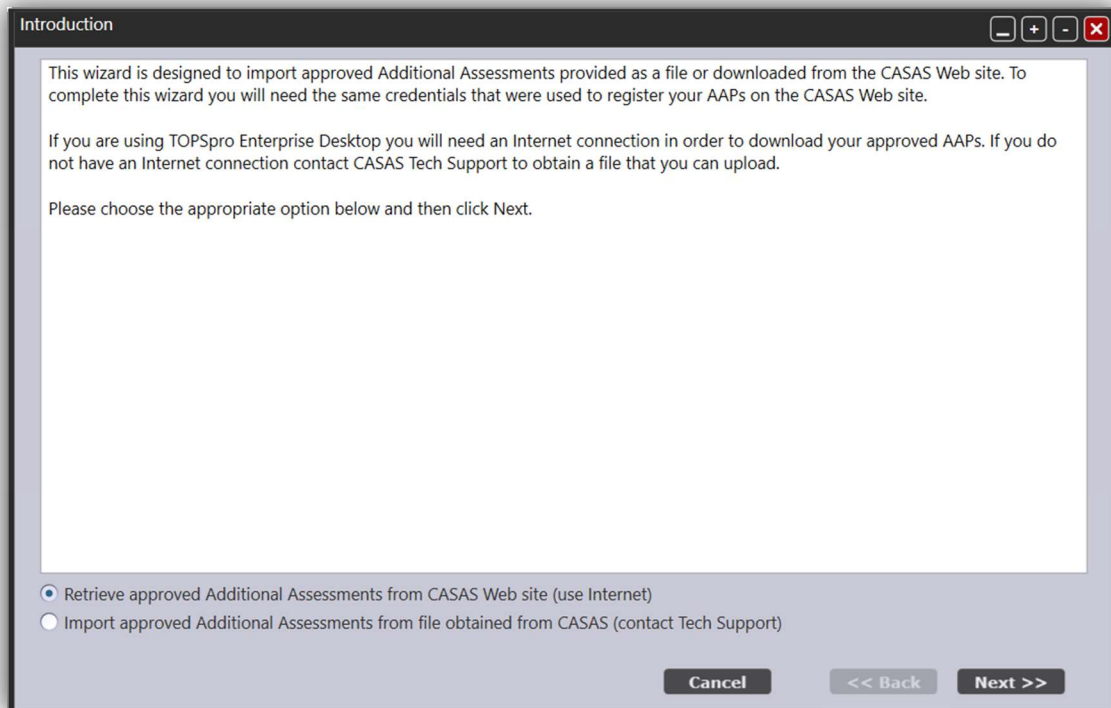 Introduction
This wizard is designed to import approved Additional Assessments provided as a file or downloaded from the CASAS Web site. To
complete this wizard you will need the same credentials that were used to register your AAPs on the CASAS Web site.
If you are using TOPSpro Enterprise Desktop you will need an Internet connection in order to download your approved AAPs. If you do
not have an Internet connection contact CASAS Tech Support to obtain a file that you can upload.
Please choose the appropriate option below and then click Next.
Retrieve approved Additional Assessments from CASAS Web site (use Internet)
Import approved Additional Assessments from file obtained from CASAS (contact Tech Support)
Cancel << Back Next >>